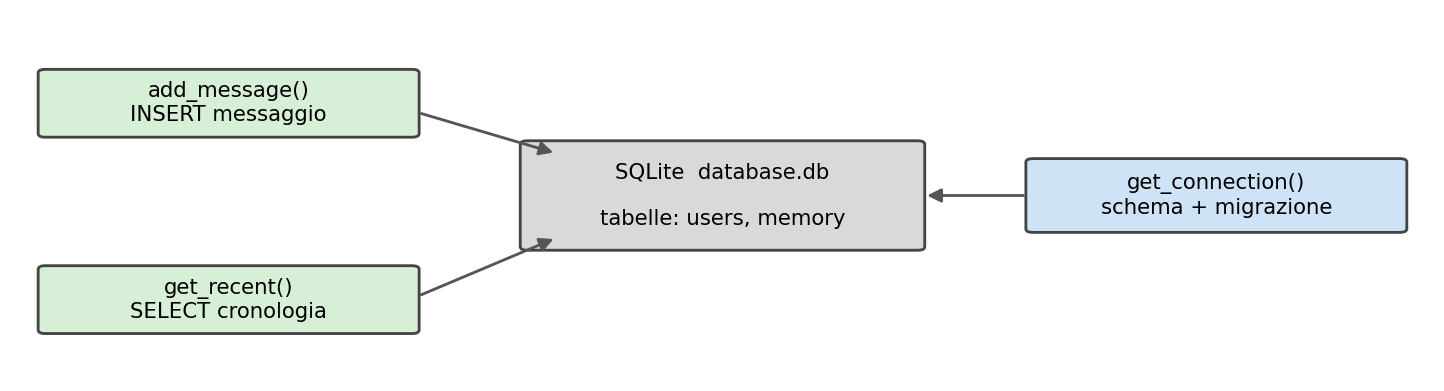 add_message()
INSERT messaggio
SQLite  database.db
tabelle: users, memory
get_connection()
schema + migrazione
get_recent()
SELECT cronologia